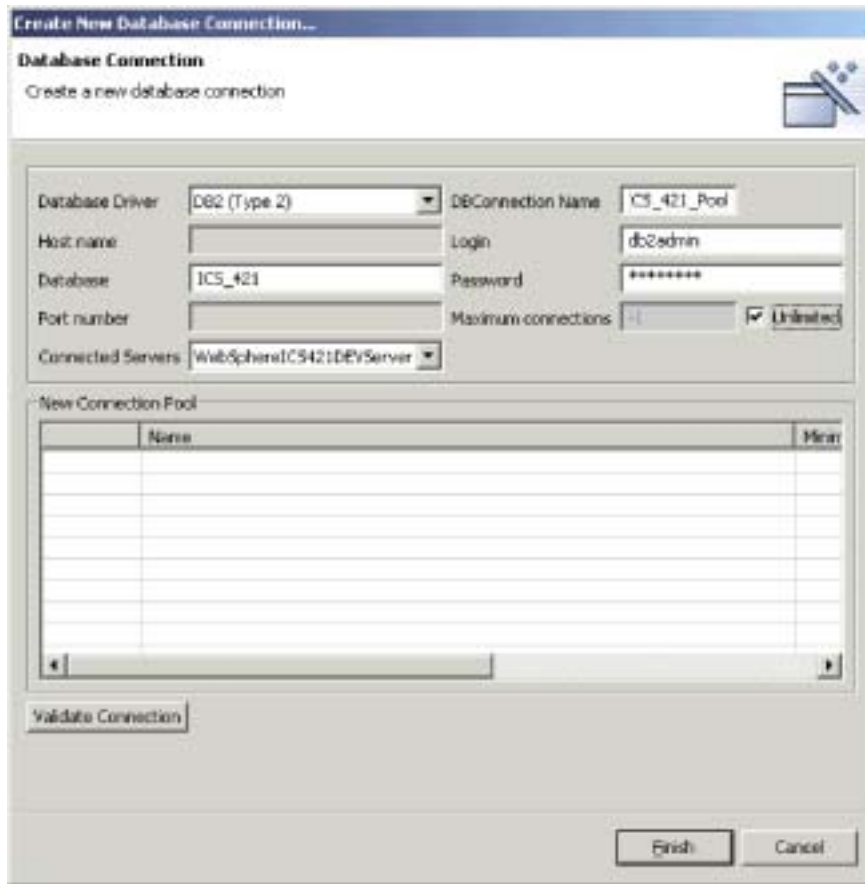 Create New Database Connection...
Database Connection
Create a new database connection
Database Driver DB2 (Type 2) DBConnection Name CS_421_Pool
Host name Login db2admin
Database ICS_421 Password ********
Port number Maximum connections -1 Unlimited
Connected Servers WebSphereICS421DEVServer
New Connection Pool
Name
Validate Connection
Finish Cancel